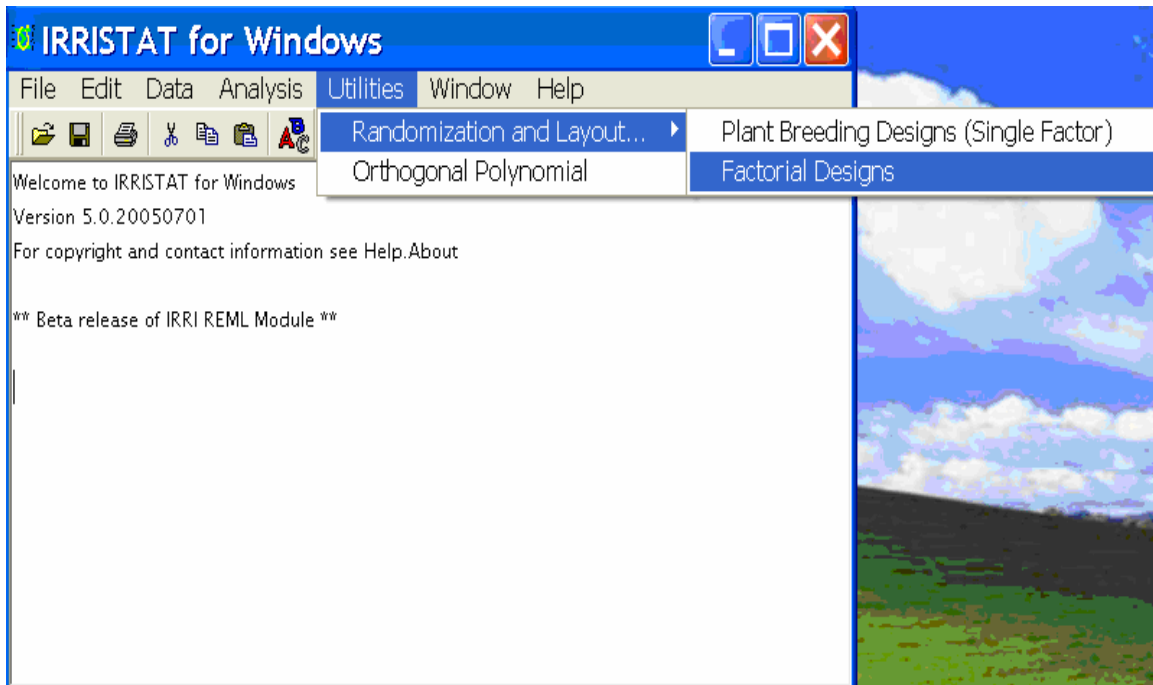 IRRISTAT for Windows
File Edit Data Analysis Utilities Window Help
Randomization and Layout...
Orthogonal Polynomial
Plant Breeding Designs (Single Factor)
Factorial Designs
ABC
Welcome to IRRISTAT for Windows
Version 5.0.20050701
For copyright and contact information see Help.About
** Beta release of IRRI REML Module **